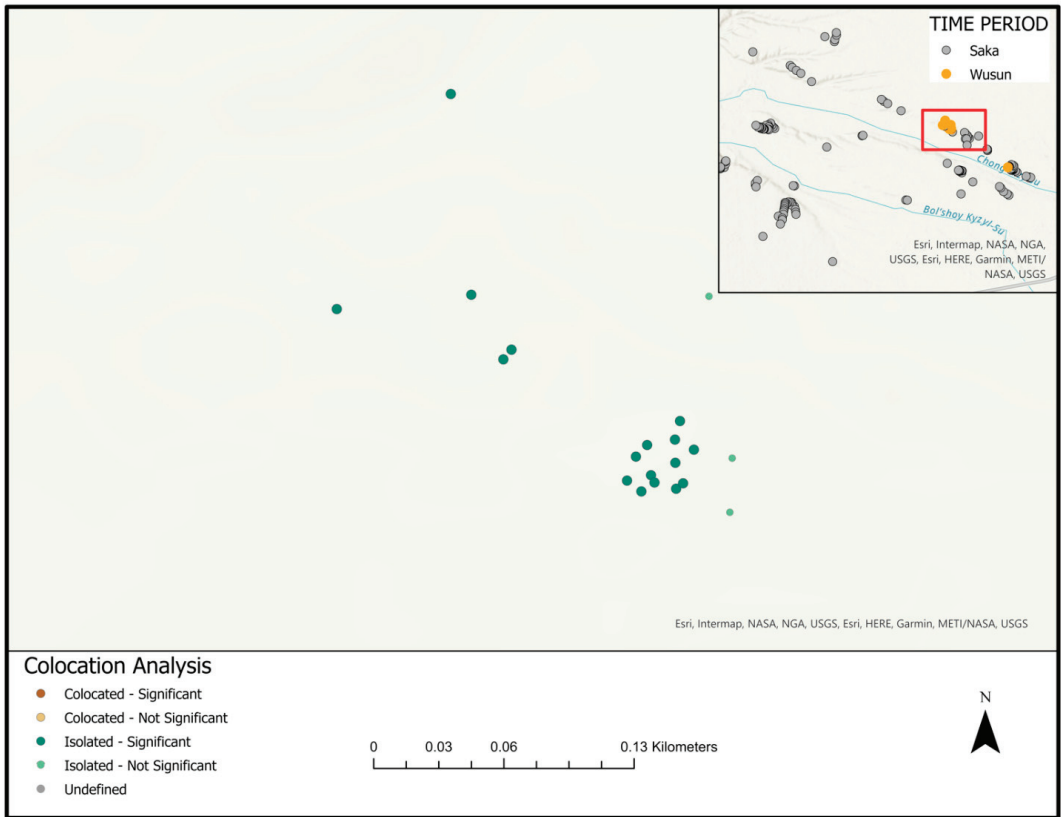 TIME PERIOD
Saka
Wusun
Bol'shoy Kyzyl-Su
Esri, Intermap, NASA, NGA,
USGS, Esri, HERE, Garmin, METI/
NASA, USGS
Esri, Intermap, NASA, NGA, USGS, Esri, HERE, Garmin, METI/NASA, USGS
Colocation Analysis
Colocated - Significant
Colocated - Not Significant
Isolated - Significant
Isolated - Not Significant
Undefined
0 0.03 0.06 0.13 Kilometers
N